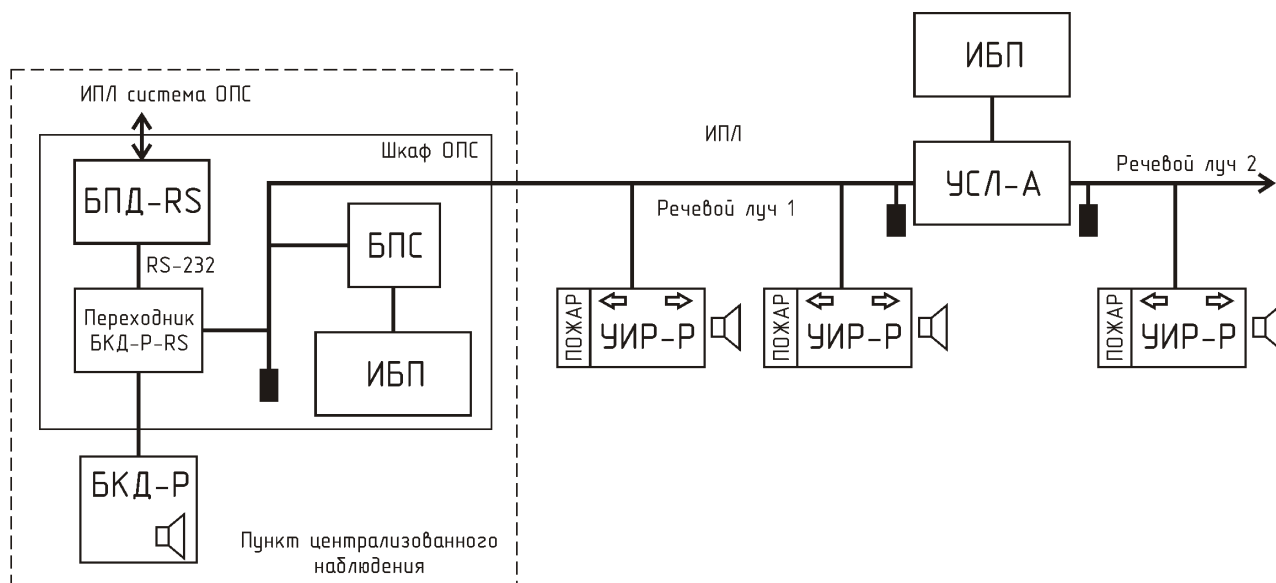 ИБП
ИПЛ система ОПС
ИПЛ
Шкаф ОПС
БПД-RS
УСЛ-А
Речевой луч 2
Речевой луч 1
БПС
RS-232
Переходник
БКД-Р-RS
ИБП
ПОЖАР
УИР-Р
ПОЖАР
УИР-Р
ПОЖАР
УИР-Р
БКД-Р
Пункт централизованного
наблюдения